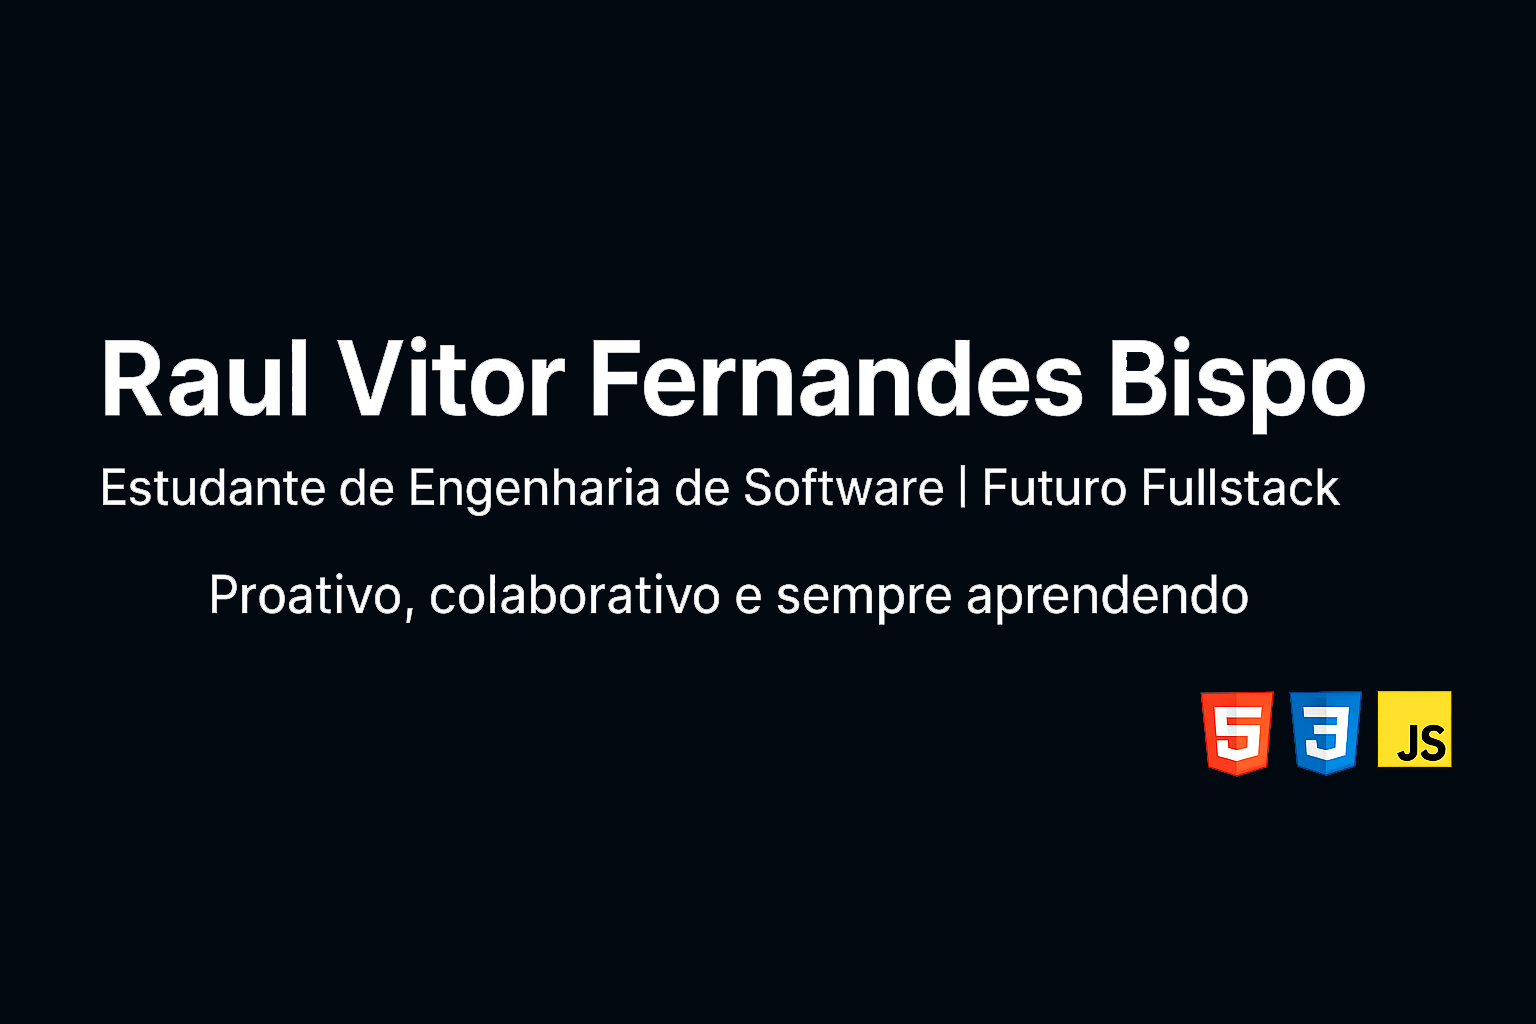 Raul Vitor Fernandes Bispo
Estudante de Engenharia de Software | Futuro Fullstack
Proativo, colaborativo e sempre aprendendo
5 3 JS